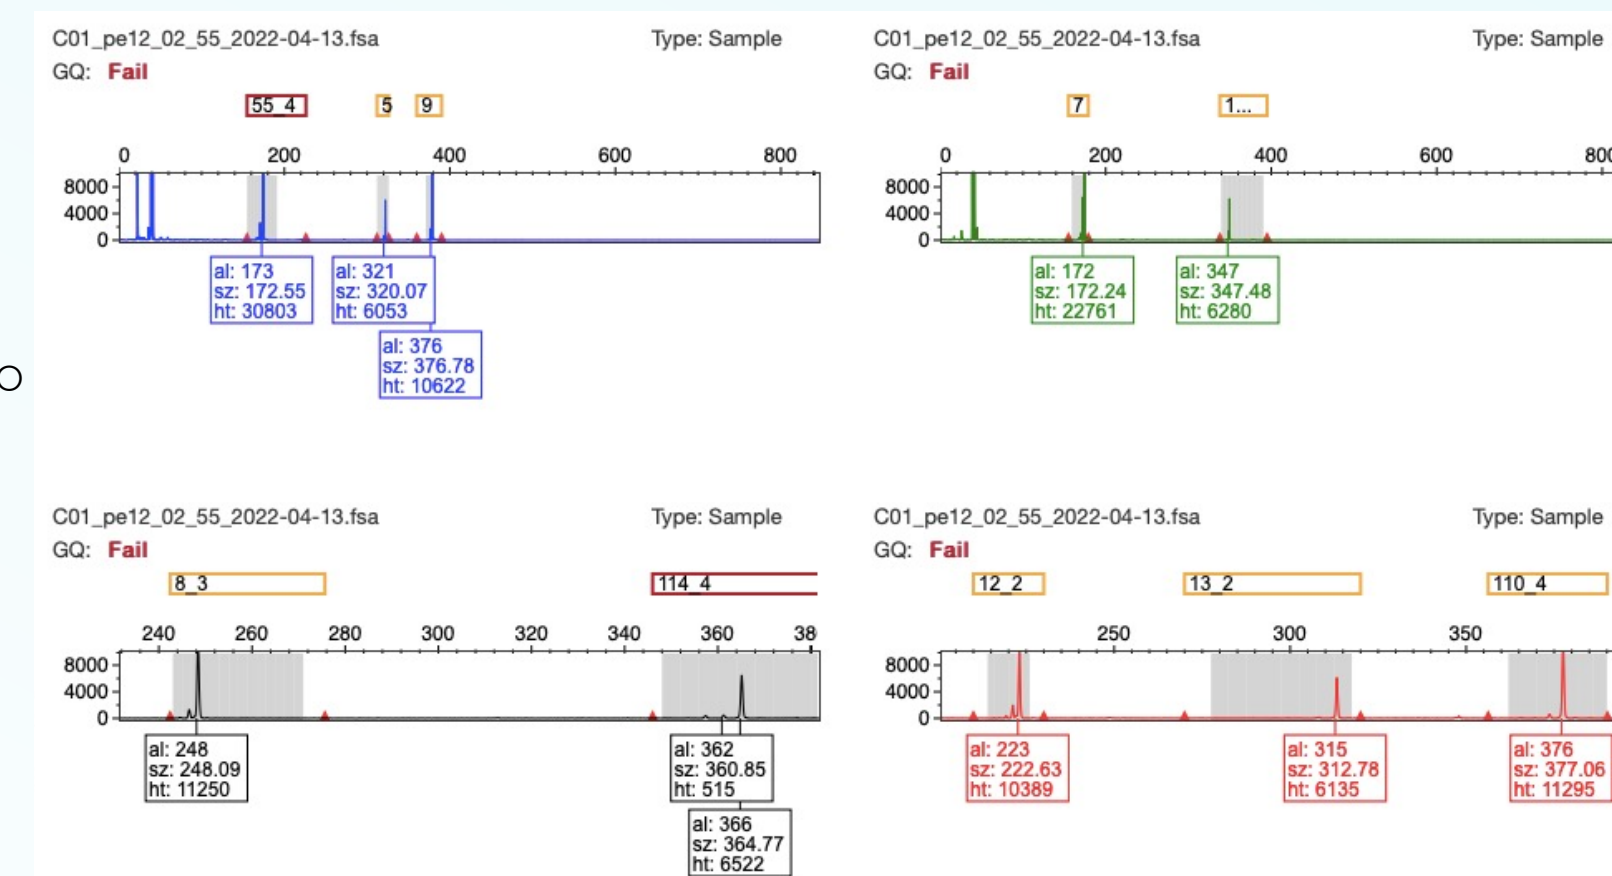 C01_pe12_02_55_2022-04-13.fsa Type: Sample
GQ: Fail
55_4 5 9
0 200 400 600 800
8000
4000
0
al: 173
sz: 172.55
ht: 30803
al: 321
sz: 320.07
ht: 6053
al: 376
sz: 376.78
ht: 10622
C01_pe12_02_55_2022-04-13.fsa Type: Sample
GQ: Fail
7 1...
0 200 400 600 800
8000
4000
0
al: 172
sz: 172.24
ht: 22761
al: 347
sz: 347.48
ht: 6280
O
C01_pe12_02_55_2022-04-13.fsa Type: Sample
GQ: Fail
8_3 114_4
240 260 280 300 320 340 360 38
8000
4000
0
al: 248
sz: 248.09
ht: 11250
al: 362
sz: 360.85
ht: 515
al: 366
sz: 364.77
ht: 6522
C01_pe12_02_55_2022-04-13.fsa Type: Sample
GQ: Fail
12_2 13_2 110_4
250 300 350
8000
4000
0
al: 223
sz: 222.63
ht: 10389
al: 315
sz: 312.78
ht: 6135
al: 376
sz: 377.06
ht: 11295